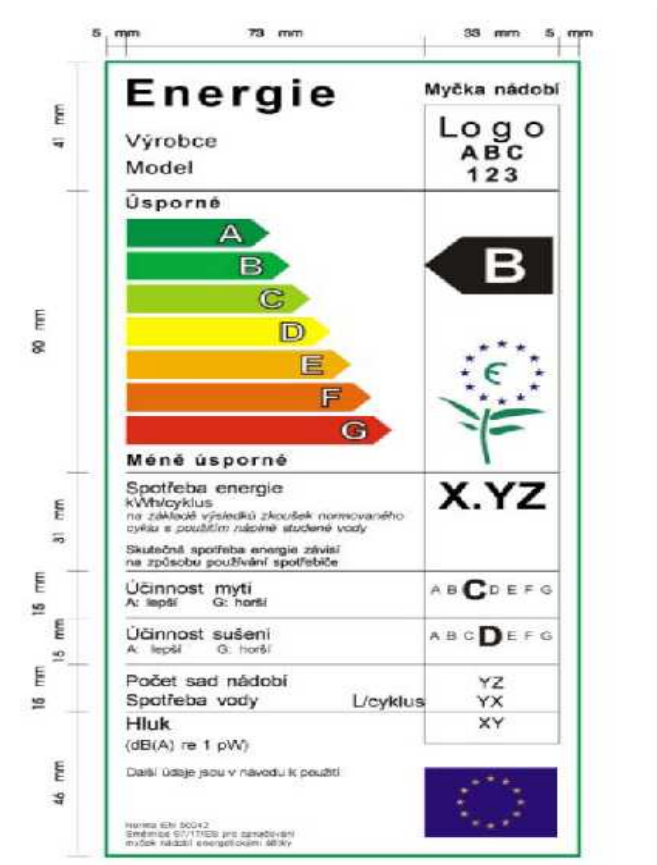 5 mm 73 mm 33 mm 5 mm
Energie
Myčka nádobí
Výrobce
Model
Logo
ABC
123
41 mm
Úsporné
A
B
C
D
E
F
G
B
90 mm
Méně úsporné
Spotřeba energie
kWh/cyklus
na základě výsledků zkoušek normovaného
cyklu s použitím náplně studené vody
X.YZ
Skutečná spotřeba energie závisí
na způsobu používání spotřebiče
31 mm
Účinnost mytí
A: lepší G: horší
A B C D E F G
15 mm
Účinnost sušení
A: lepší G: horší
A B C D E F G
15 mm
Počet sad nádobí YZ
Spotřeba vody L/cyklus YX
15 mm
Hluk XY
(dB(A) re 1 pW)
Další údaje jsou v návodu k použití
46 mm
Norma EN 50242
Směrnice 97/17/ES pro označování
myček nádobí energetickými štítky